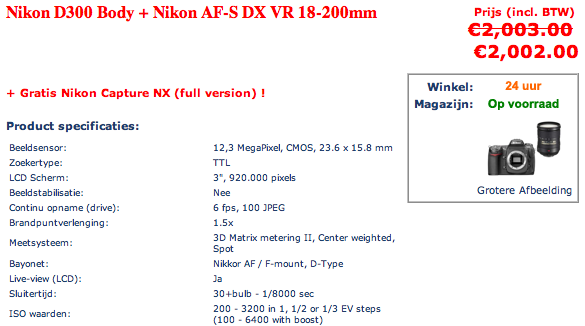 Nikon D300 Body + Nikon AF-S DX VR 18-200mm
Prijs (incl. BTW)
€2,003.00
€2,002.00
+ Gratis Nikon Capture NX (full version) !
Winkel: 24 uur
Magazijn: Op voorraad
Grotere Afbeelding
Product specificaties:
Beeldsensor: 12,3 MegaPixel, CMOS, 23.6 x 15.8 mm
Zoekertype: TTL
LCD Scherm: 3", 920.000 pixels
Beeldstabilisatie: Nee
Continu opname (drive): 6 fps, 100 JPEG
Brandpuntverlenging: 1.5x
Meetsysteem: 3D Matrix metering II, Center weighted,
Spot
Bayonet: Nikkor AF / F-mount, D-Type
Live-view (LCD): Ja
Sluitertijd: 30+bulb - 1/8000 sec
ISO waarden: 200 - 3200 in 1, 1/2 or 1/3 EV steps
(100 - 6400 with boost)